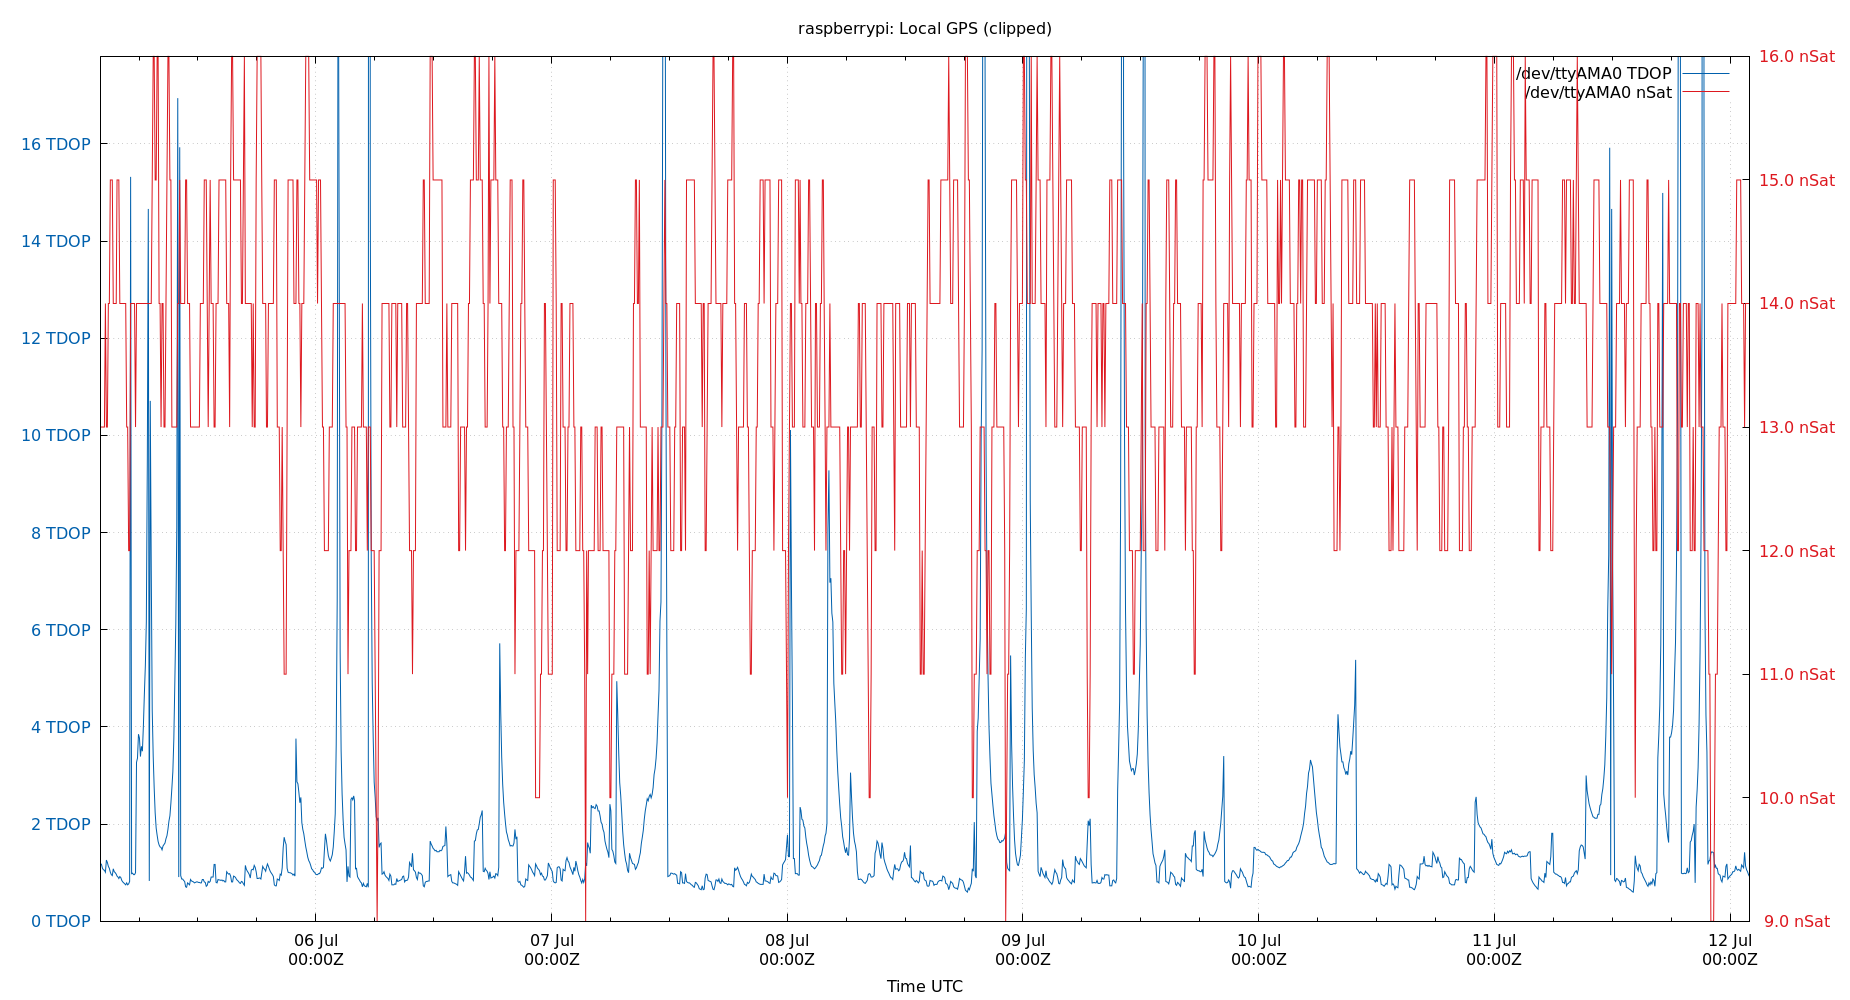 raspberrypi: Local GPS (clipped)
/dev/ttyAMA0 TDOP
/dev/ttyAMA0 nSat
16 TDOP
14 TDOP
12 TDOP
10 TDOP
8 TDOP
6 TDOP
4 TDOP
2 TDOP
0 TDOP
16.0 nSat
15.0 nSat
14.0 nSat
13.0 nSat
12.0 nSat
11.0 nSat
10.0 nSat
9.0 nSat
06 Jul
00:00Z
07 Jul
00:00Z
08 Jul
00:00Z
09 Jul
00:00Z
10 Jul
00:00Z
11 Jul
00:00Z
12 Jul
00:00Z
Time UTC